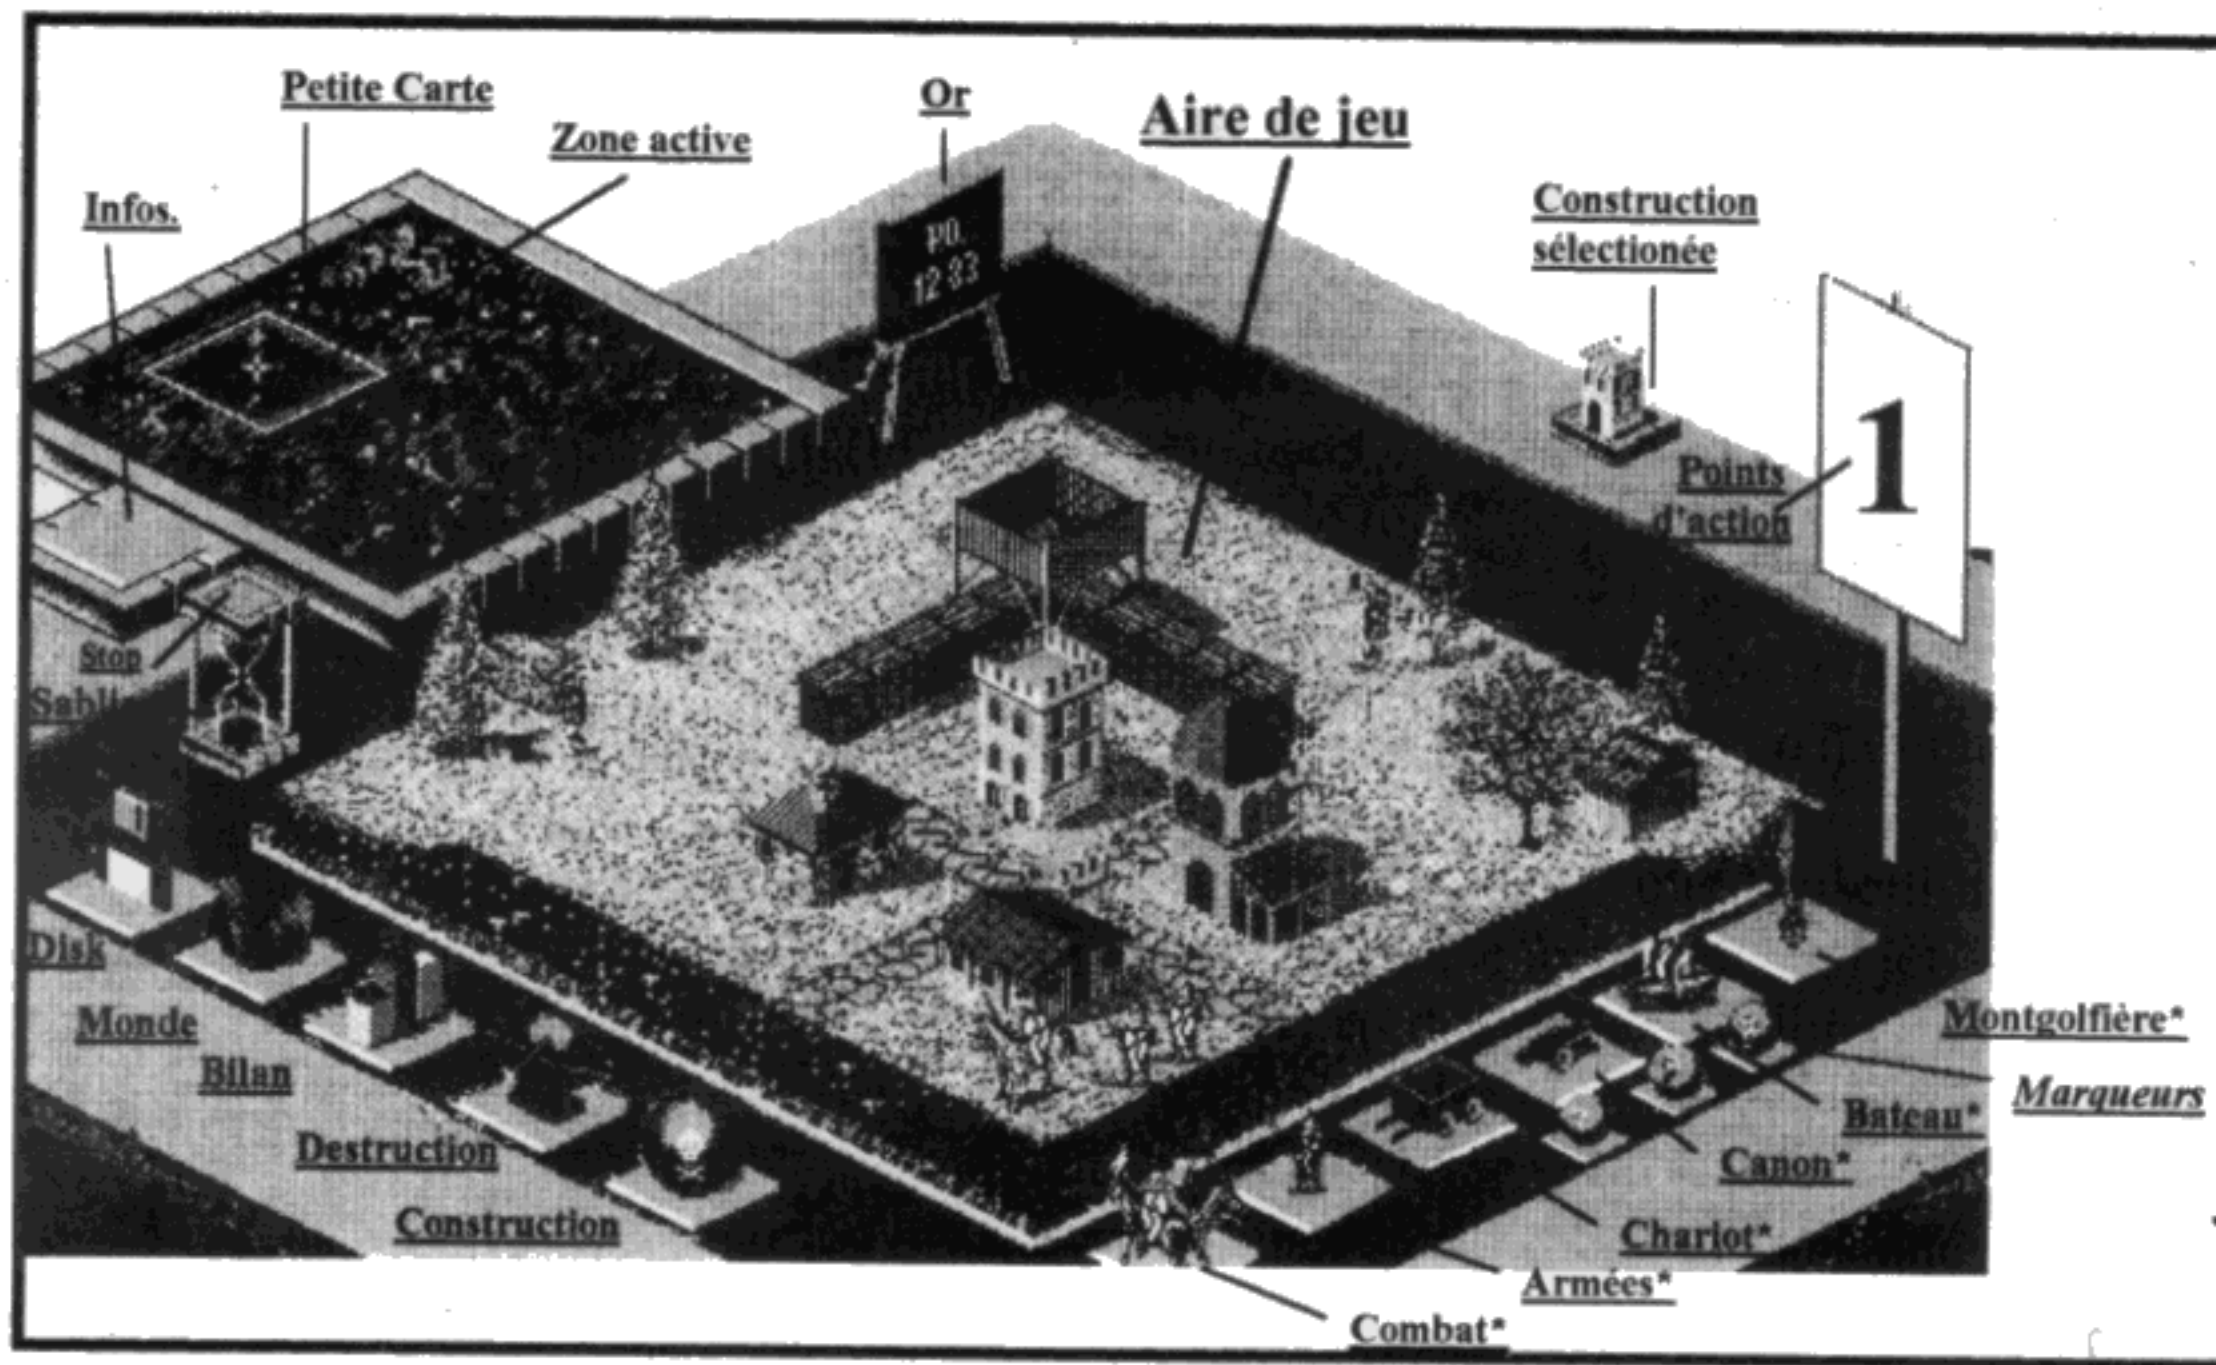 Petite Carte
Or
Aire de jeu
Zone active
Infos.
Construction
sélectionée
PO
12 33
1
Points
d'action
Stop
Disk
Monde
Bilan
Destruction
Construction
Montgolfière*
Marqueurs
Bateau*
Canon*
Chariot*
Armées*
Combat*